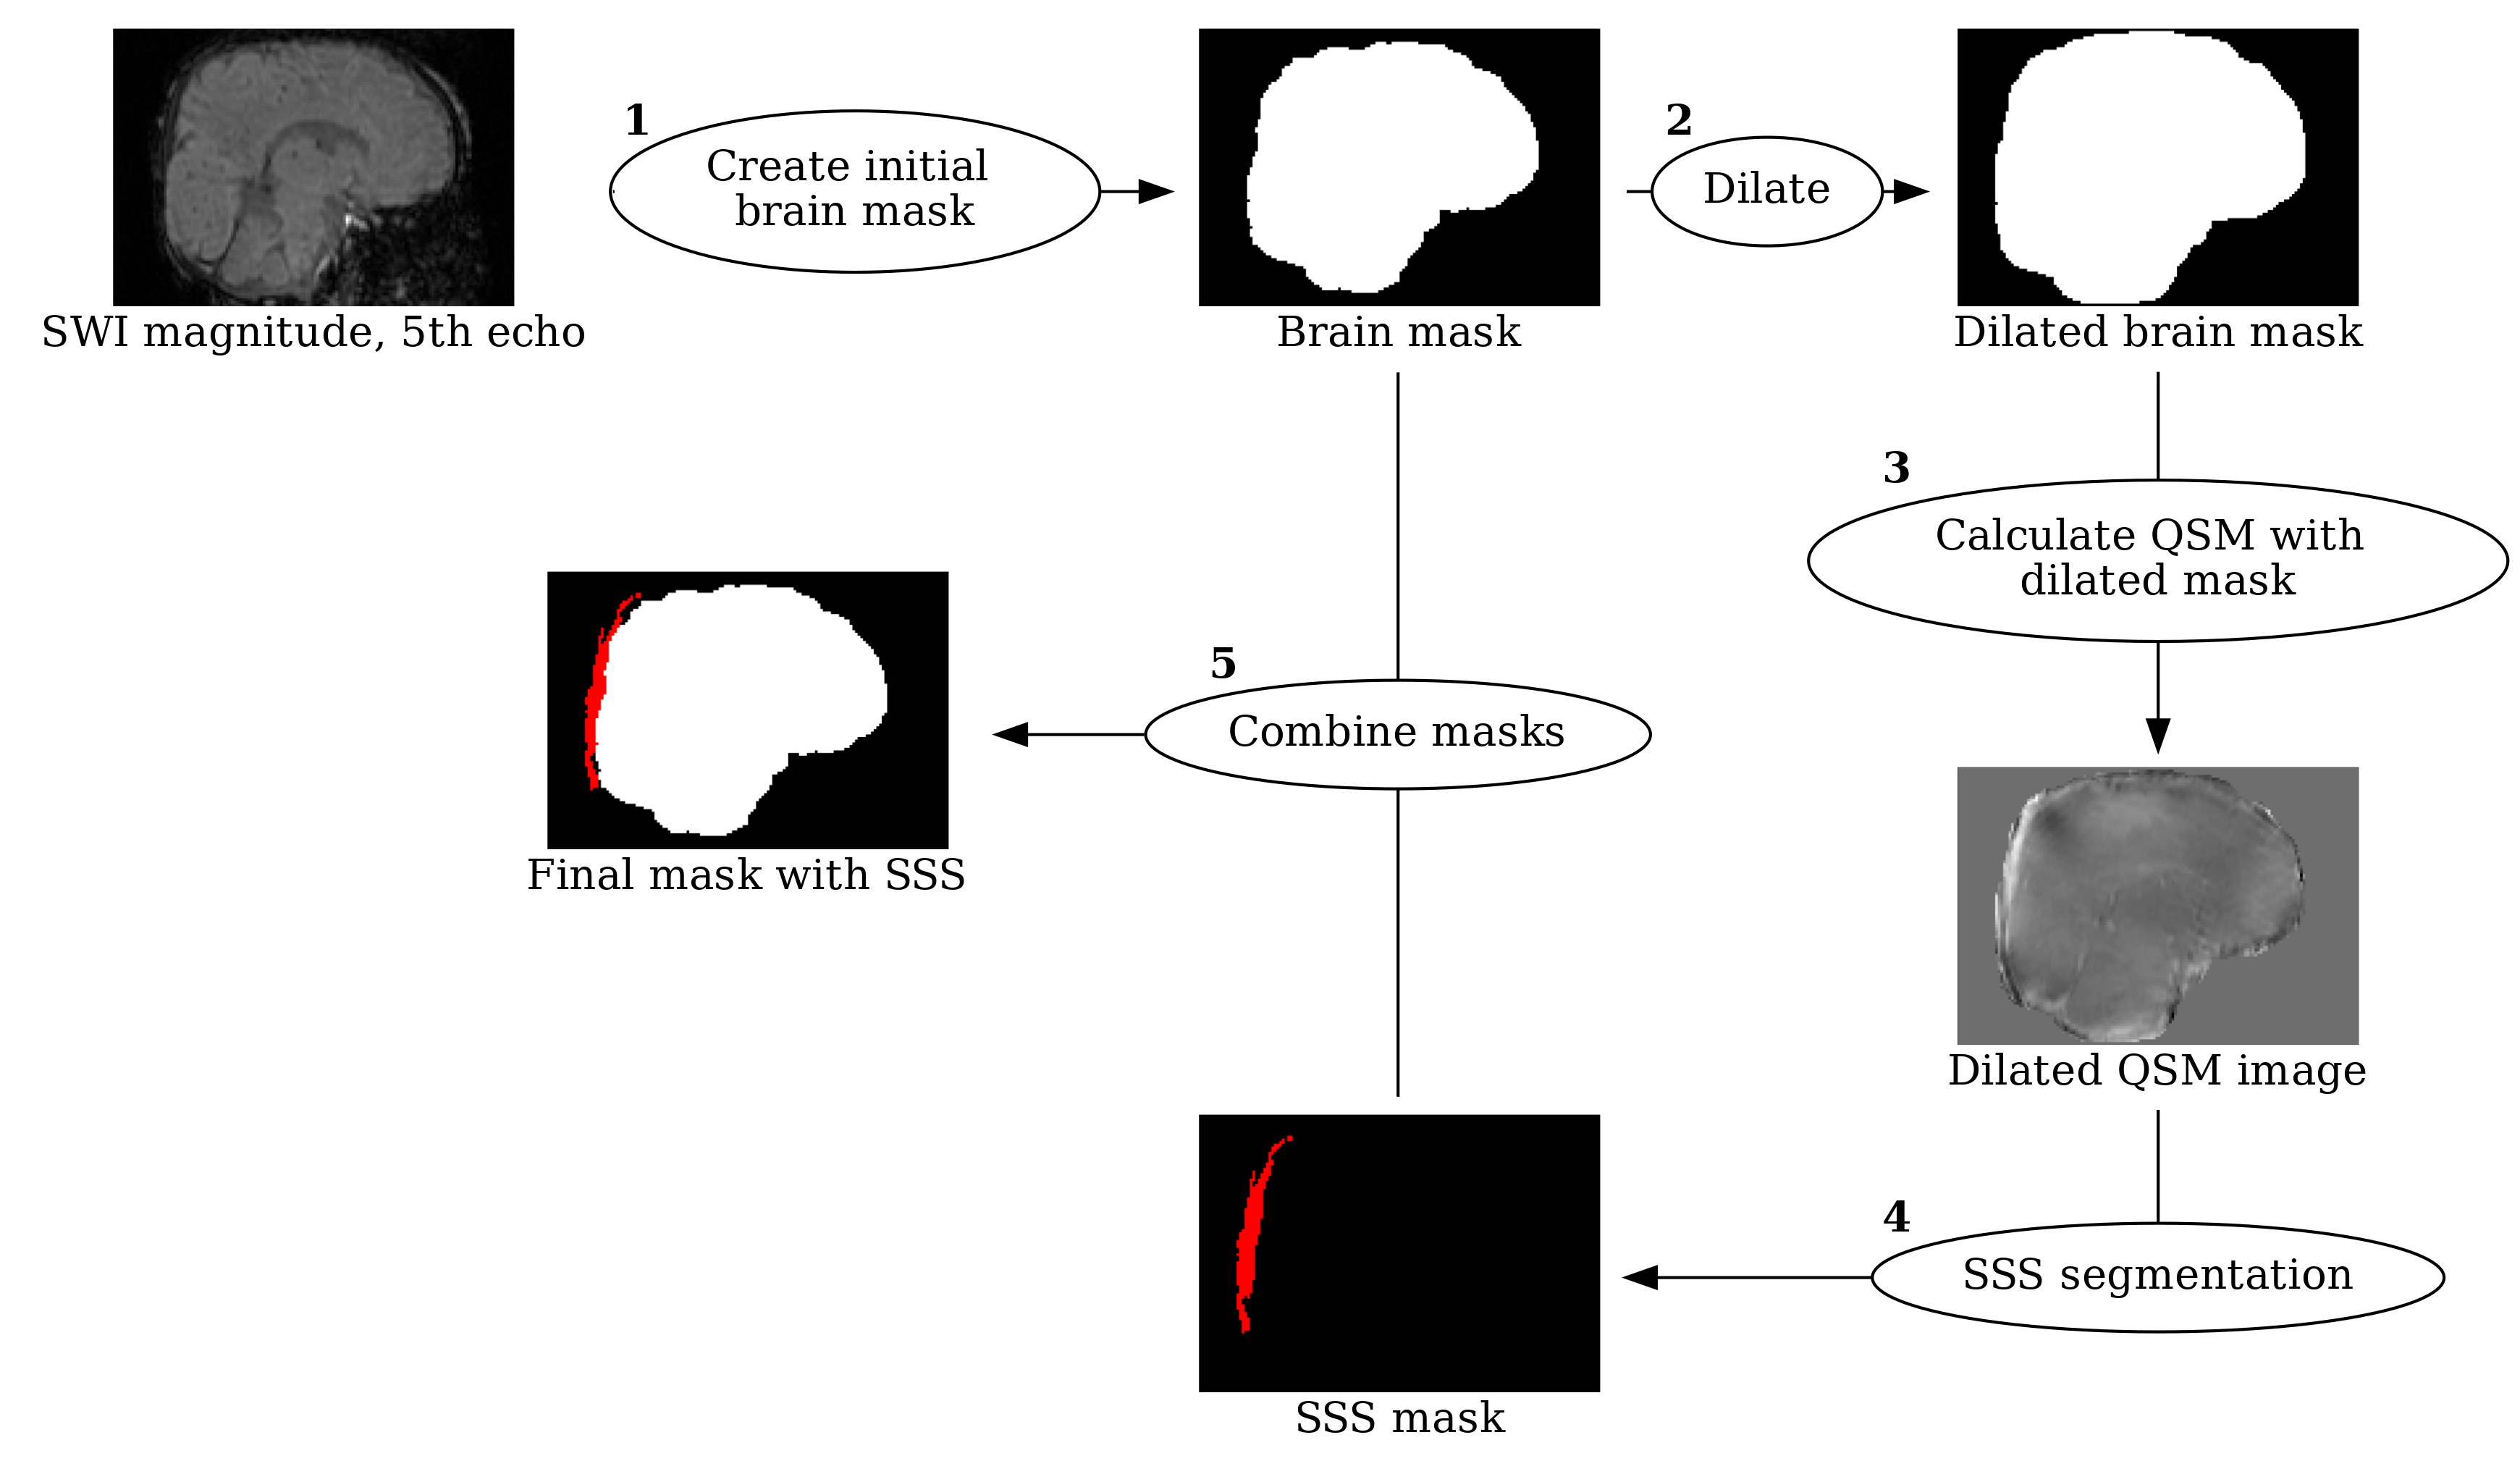 1
Create initial
brain mask
2
Dilate
SWI magnitude, 5th echo
Brain mask
Dilated brain mask
3
Calculate QSM with
dilated mask
5
Combine masks
Final mask with SSS
Dilated QSM image
4
SSS segmentation
SSS mask